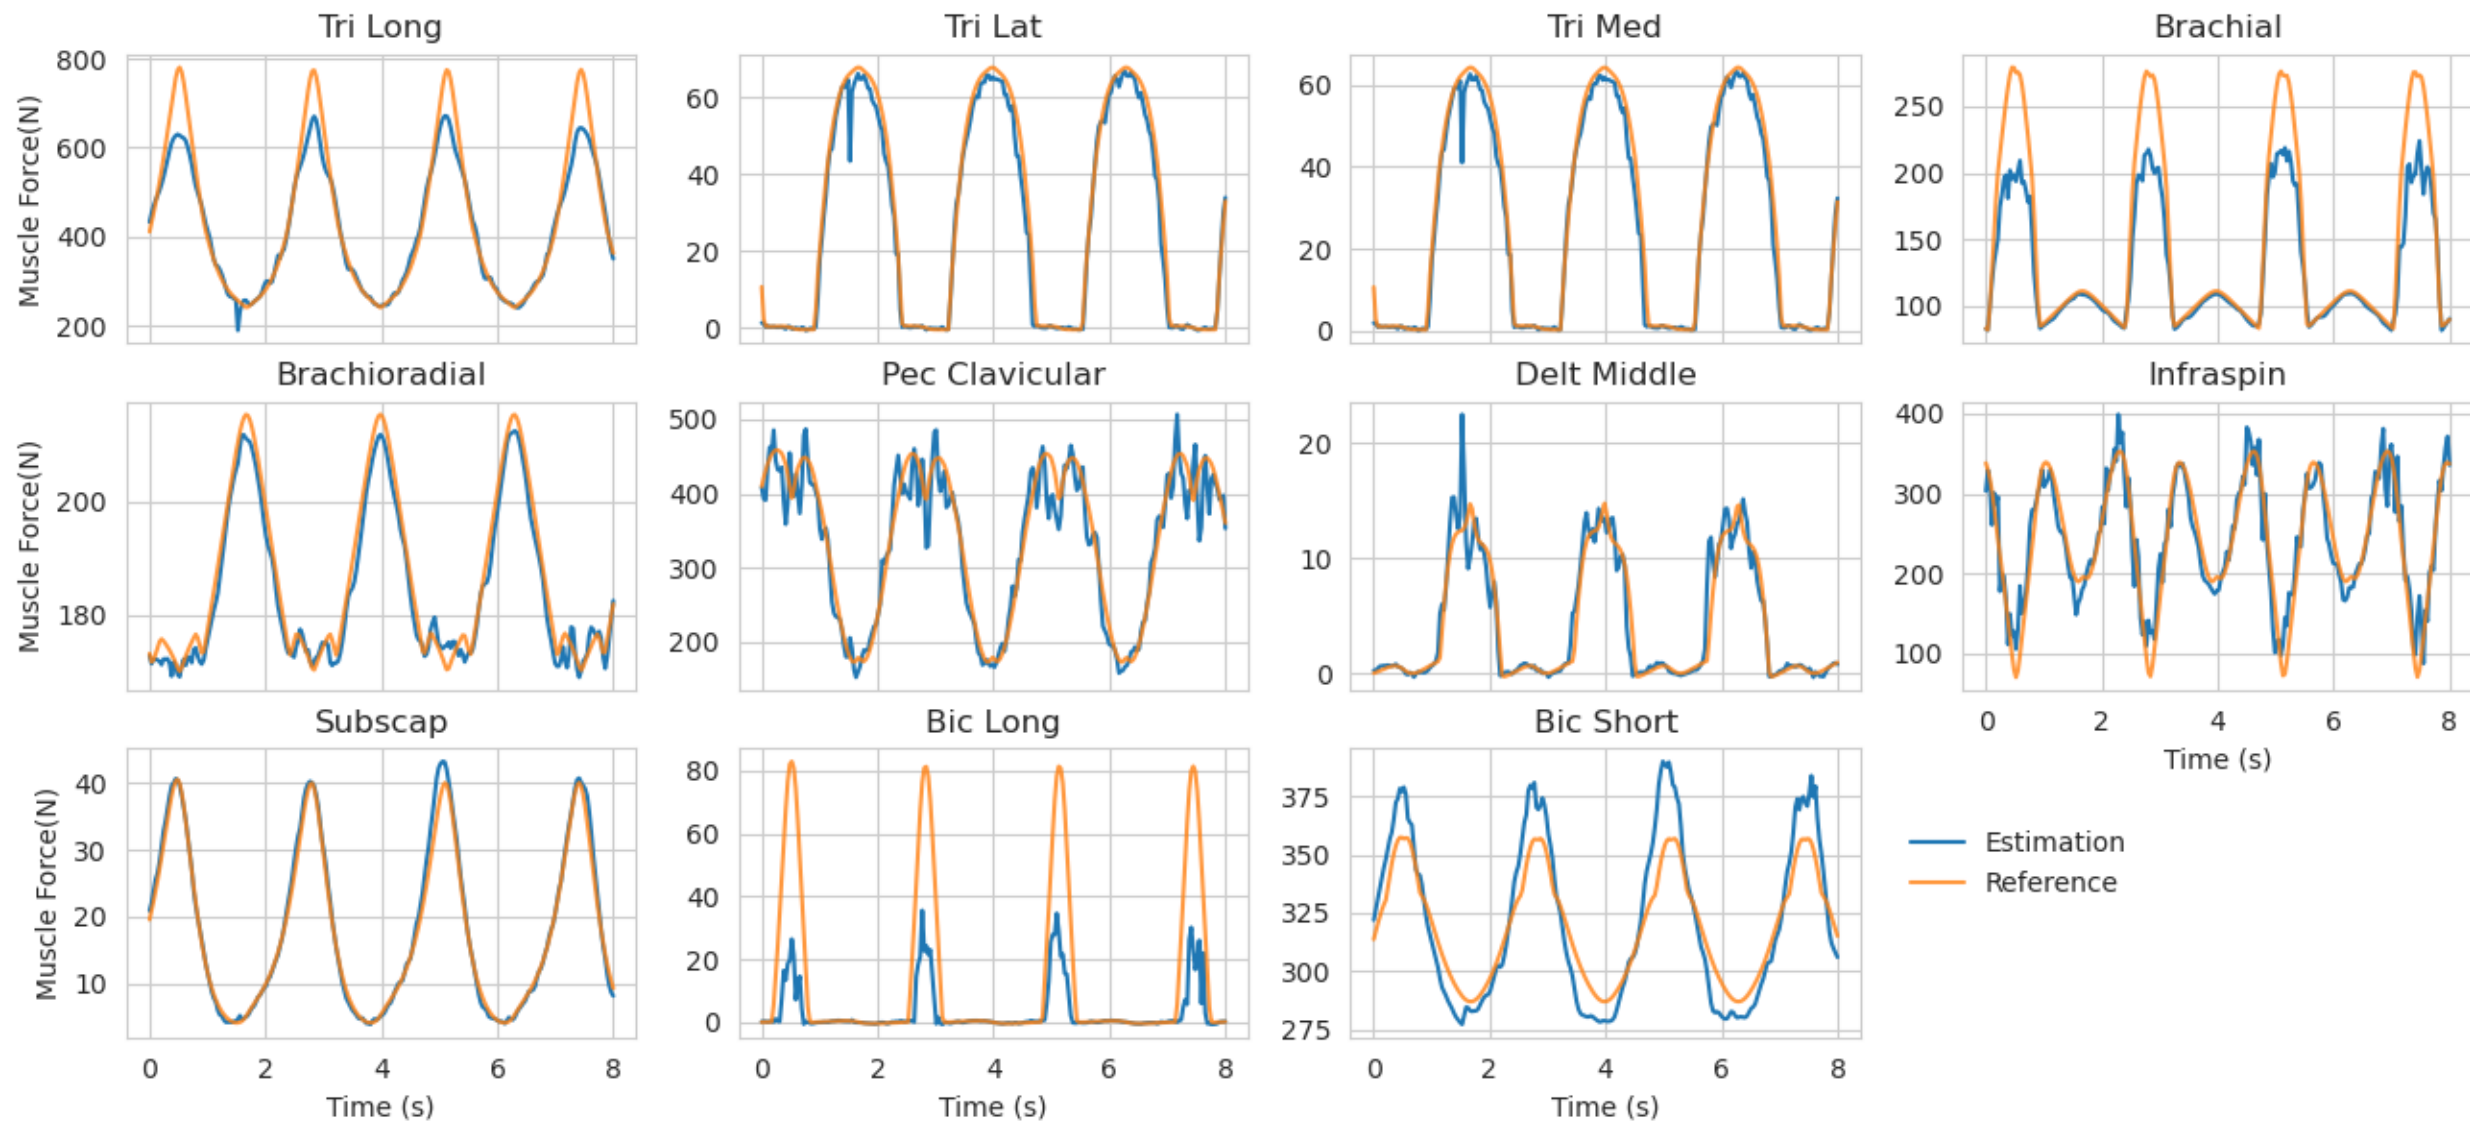 Tri Long
Tri Lat
Tri Med
Brachial
Muscle Force(N)
800
600
400
200
60
40
20
0
60
40
20
0
250
200
150
100
Brachioradial
Pec Clavicular
Delt Middle
Infraspin
Muscle Force(N)
200
180
500
400
300
200
20
10
0
400
300
200
100
0 2 4 6 8
Time (s)
Subscap
Bic Long
Bic Short
Muscle Force(N)
40
30
20
10
0 2 4 6 8
Time (s)
80
60
40
20
0
0 2 4 6 8
Time (s)
375
350
325
300
275
0 2 4 6 8
Time (s)
Estimation
Reference